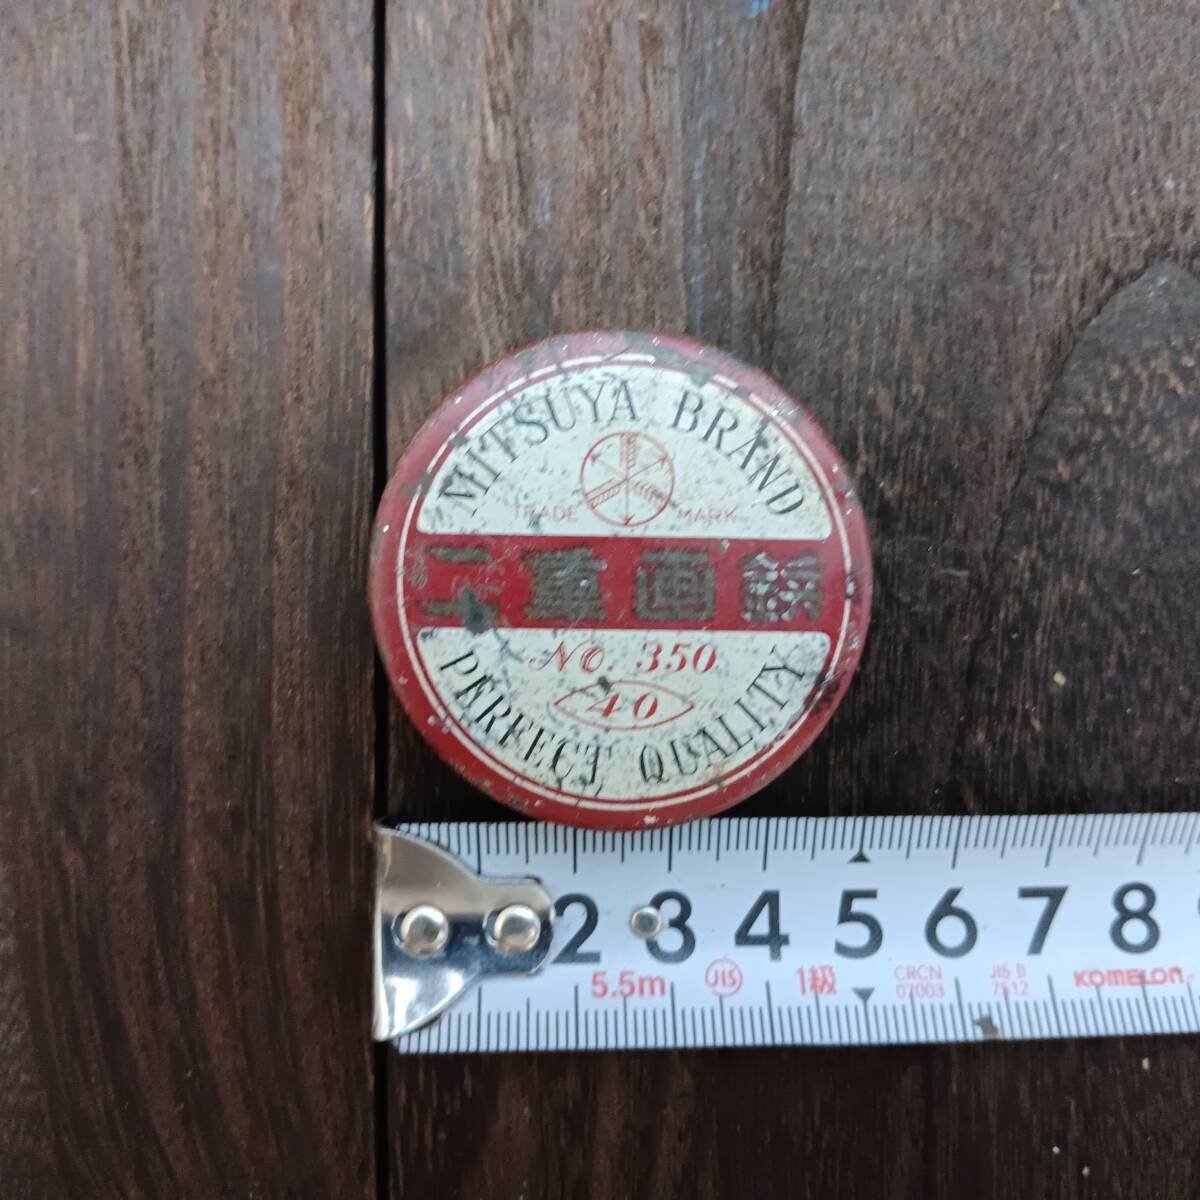 MITSUYA BRAND
TRADE MARK
二重画鋲
No. 350
40
PERFECT QUALITY
2 3 4 5 6 7 8
5.5m JIS 1級 CRCN 07003 JIS B 7512 KOMELON